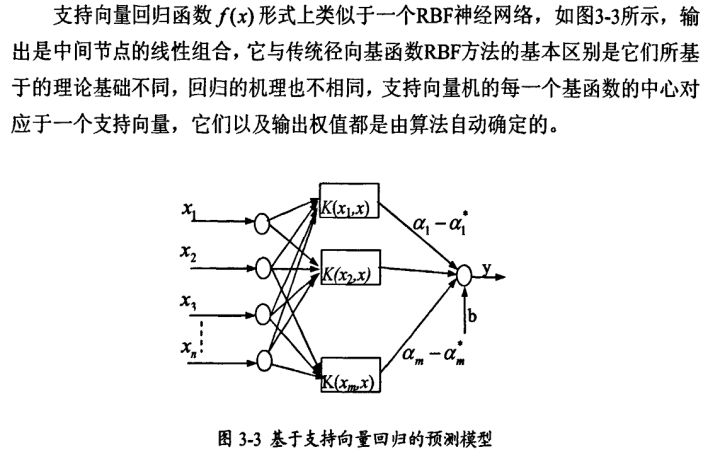 支持向量回归函数 f(x) 形式上类似于一个RBF神经网络，如图3-3所示，输
出是中间节点的线性组合，它与传统径向基函数RBF方法的基本区别是它们所基
于的理论基础不同，回归的机理也不相同，支持向量机的每一个基函数的中心对
应于一个支持向量，它们以及输出权值都是由算法自动确定的。
x₁
x₂
x₃
xₙ
K(x₁,x)
K(x₂,x)
K(xₘ,x)
α₁ − α₁*
αₘ − αₘ*
y
b
图 3-3 基于支持向量回归的预测模型